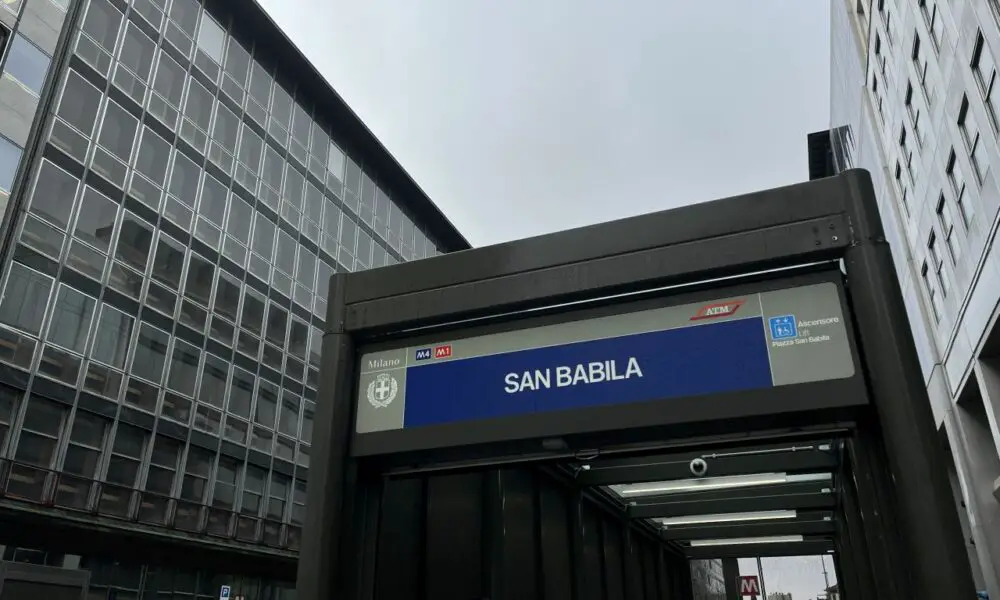 Milano
M4 M1
ATM
SAN BABILA
Ascensore
Lift
Piazza San Babila
M
P